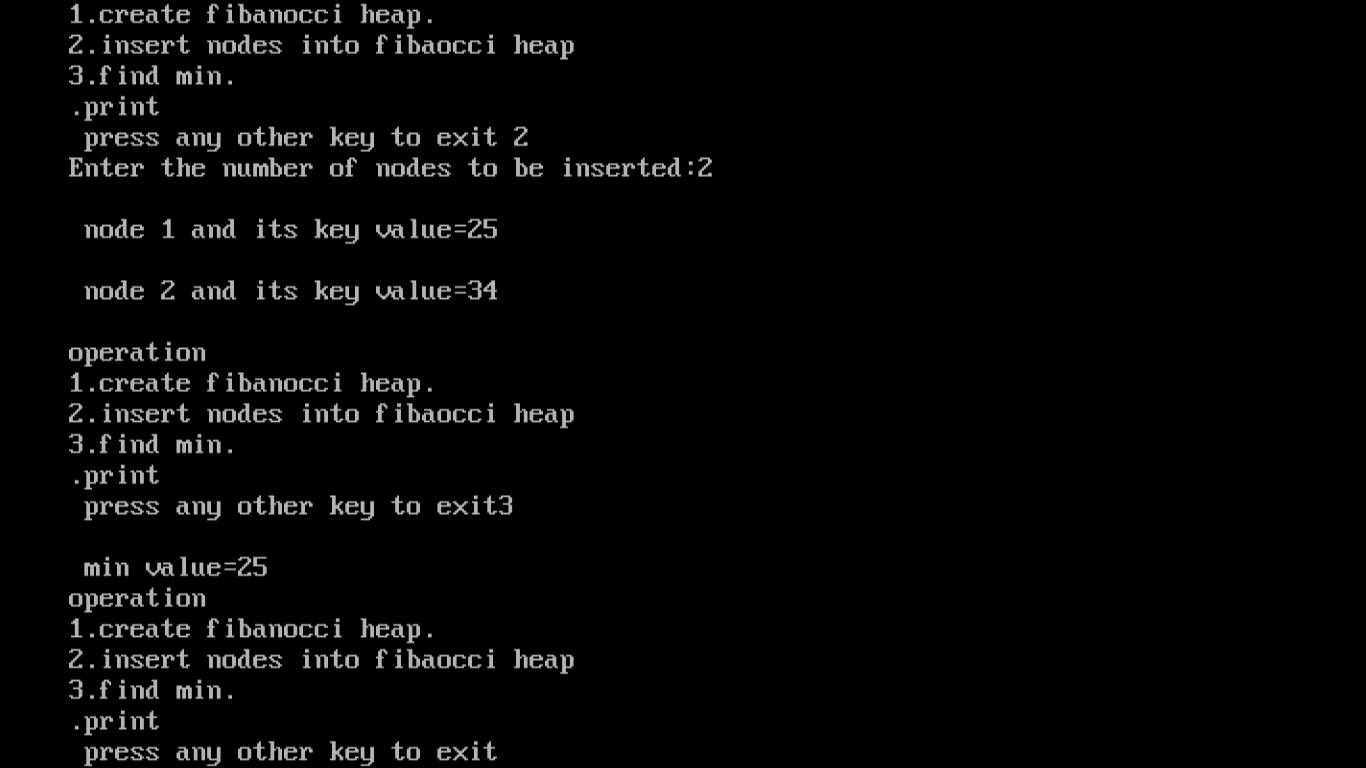 1.create fibanocci heap.
2.insert nodes into fibaocci heap
3.find min.
.print
press any other key to exit 2
Enter the number of nodes to be inserted:2
node 1 and its key value=25
node 2 and its key value=34
operation
1.create fibanocci heap.
2.insert nodes into fibaocci heap
3.find min.
.print
press any other key to exit3
min value=25
operation
1.create fibanocci heap.
2.insert nodes into fibaocci heap
3.find min.
.print
press any other key to exit